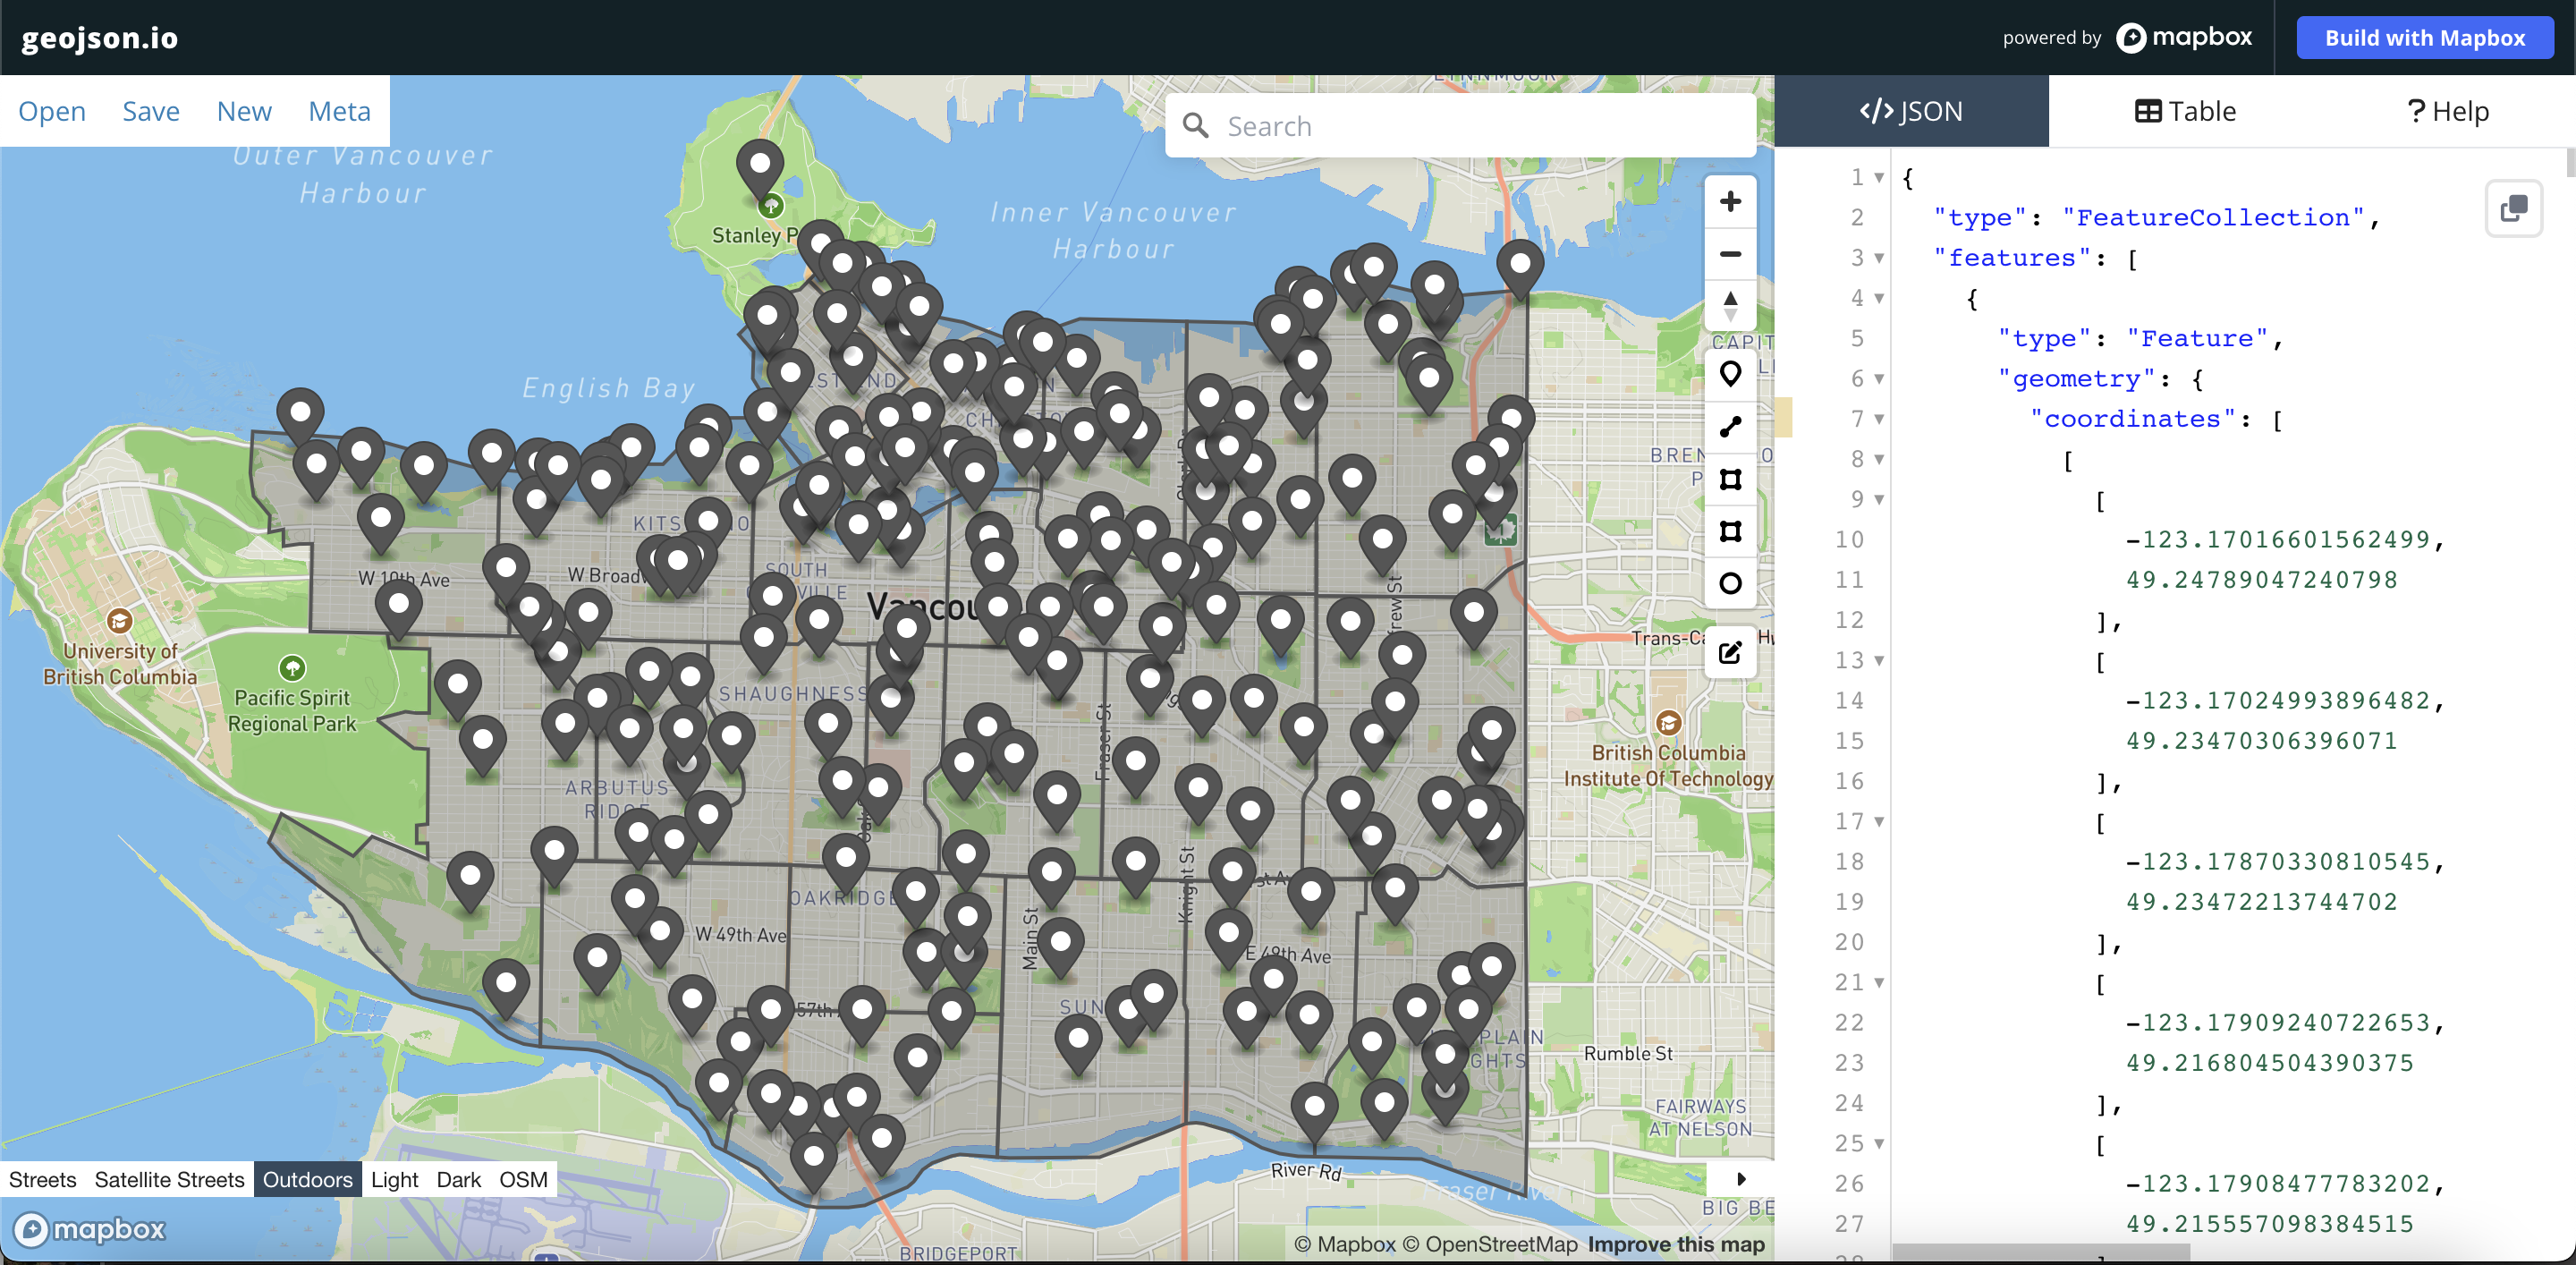 geojson.io
powered by mapbox
Build with Mapbox
Open Save New Meta
Search
</> JSON
Table
? Help
Outer Vancouver
Harbour
Inner Vancouver
Harbour
English Bay
Stanley P
CAPIT
BREN
KITS
W 10th Ave
W Broad
SOUTH
Vancou
SHAUGHNESS
ARBUTUS
RIDGE
OAKRIDGE
W 49th Ave
E 49th Ave
57th
SUN
Main St
Fraser St
Knight St
University of
British Columbia
Pacific Spirit
Regional Park
Trans-Ca
British Columbia
Institute Of Technology
Rumble St
FAIRWAYS
AT NELSON
River Rd
Fraser River
BIG BE
BRIDGEPORT
Streets Satellite Streets Outdoors Light Dark OSM
mapbox
© Mapbox © OpenStreetMap Improve this map
1 {
2 "type": "FeatureCollection",
3 "features": [
4 {
5 "type": "Feature",
6 "geometry": {
7 "coordinates": [
8 [
9 [
10 -123.17016601562499,
11 49.24789047240798
12 ],
13 [
14 -123.17024993896482,
15 49.23470306396071
16 ],
17 [
18 -123.17870330810545,
19 49.23472213744702
20 ],
21 [
22 -123.17909240722653,
23 49.216804504390375
24 ],
25 [
26 -123.17908477783202,
27 49.215557098384515